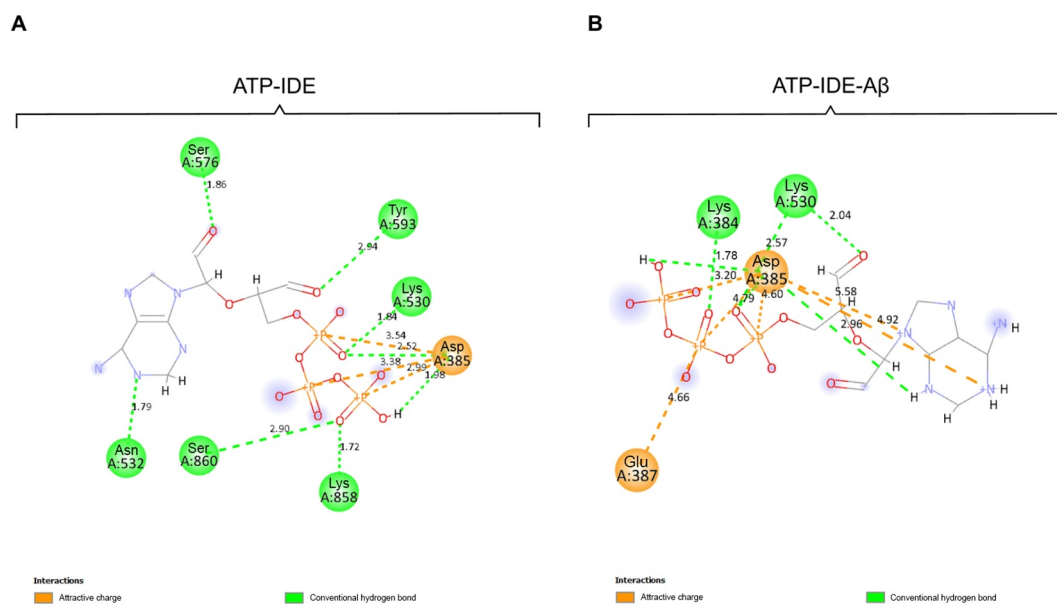 A
ATP-IDE
Ser
A:576
1.86
Tyr
A:593
2.94
H
O
O
H
N
N
O
Lys
A:530
1.84
O
+P
O
3.54
2.52
Asp
A:385
N
N
N
H
H
O
3.38
2.99
1.98
O
+P
O
O
O
+P
O
H
O
1.79
2.90
1.72
Asn
A:532
Ser
A:860
Lys
A:858
Interactions
Attractive charge
Conventional hydrogen bond
B
ATP-IDE-Aβ
Lys
A:384
Lys
A:530
2.04
1.78
2.57
Asp
A:385
H
O
3.20
O
+P
4.79
4.60
H
O
5.58
H
4.92
2.96
O
O
O
+P
O
O
+P
O
O
O
O
H
N
N
N
H
N
H
N
H
H
4.66
Glu
A:387
Interactions
Attractive charge
Conventional hydrogen bond